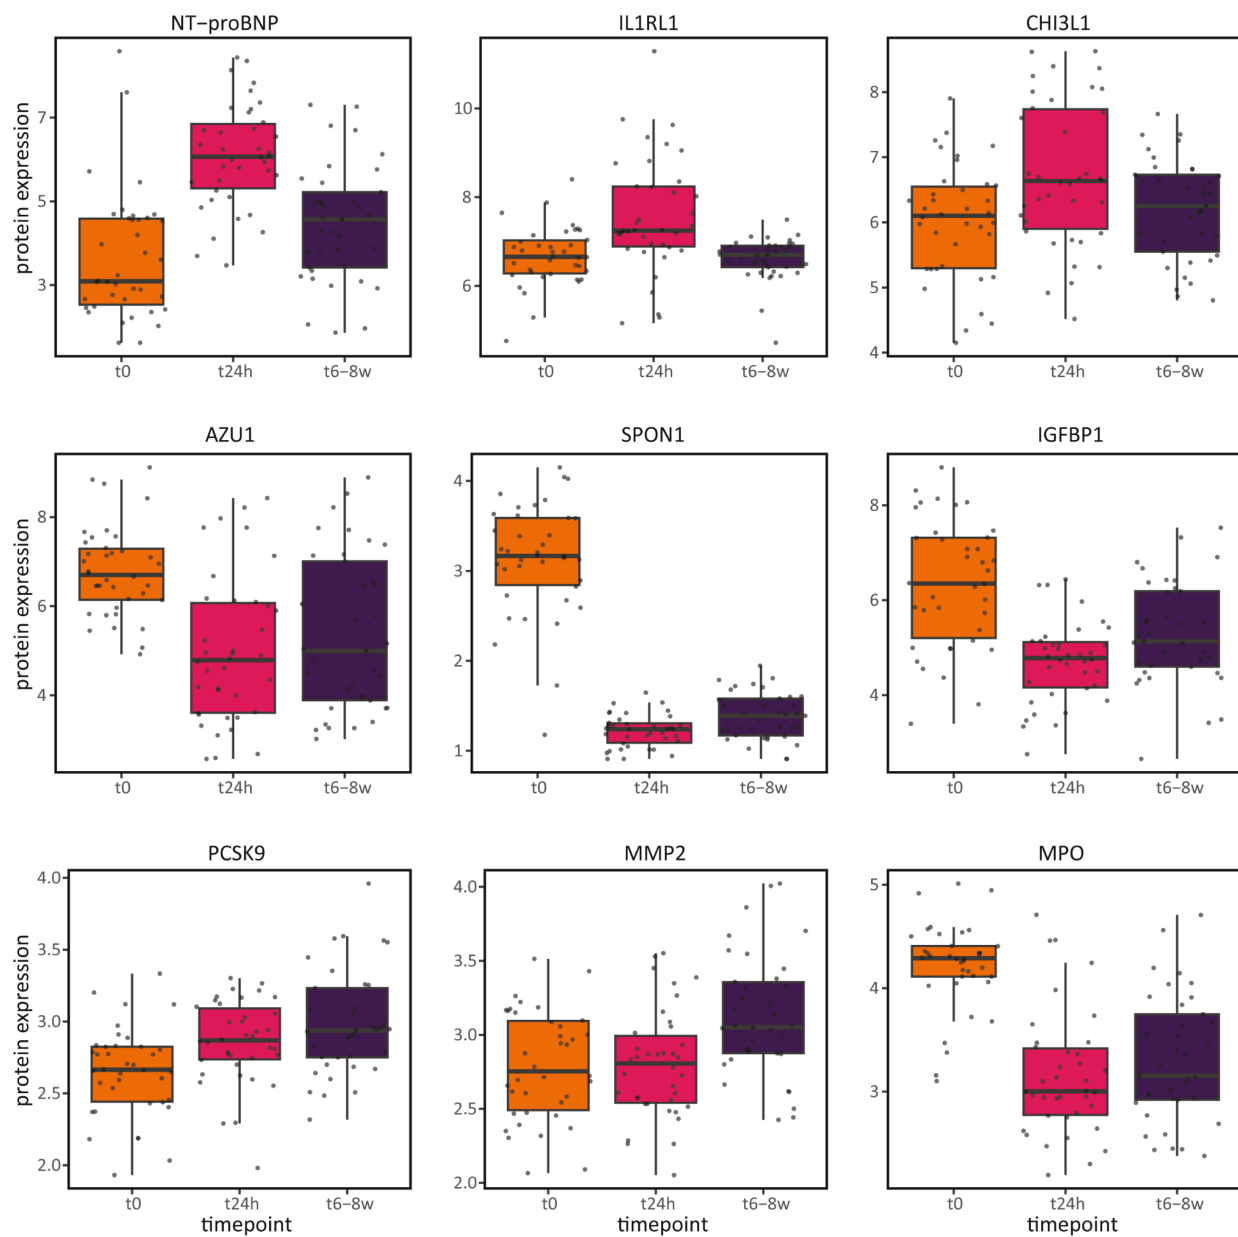 NT−proBNP
IL1RL1
CHI3L1
protein expression
7
5
3
10
8
6
8
7
6
5
4
t0
t24h
t6−8w
t0
t24h
t6−8w
t0
t24h
t6−8w
AZU1
SPON1
IGFBP1
protein expression
8
6
4
4
3
2
1
8
6
4
t0
t24h
t6−8w
t0
t24h
t6−8w
t0
t24h
t6−8w
PCSK9
MMP2
MPO
protein expression
4.0
3.5
3.0
2.5
2.0
4.0
3.5
3.0
2.5
2.0
5
4
3
t0
t24h
t6−8w
t0
t24h
t6−8w
t0
t24h
t6−8w
timepoint
timepoint
timepoint